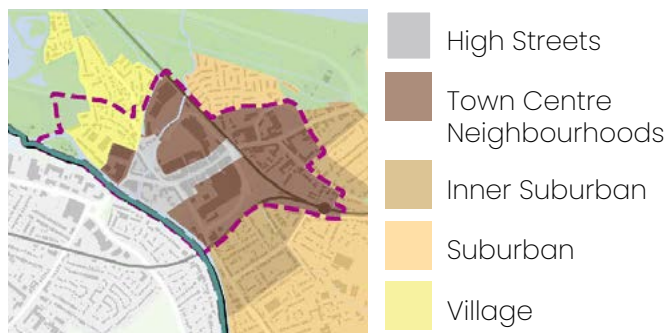 High Streets
Town Centre
Neighbourhoods
Inner Suburban
Suburban
Village